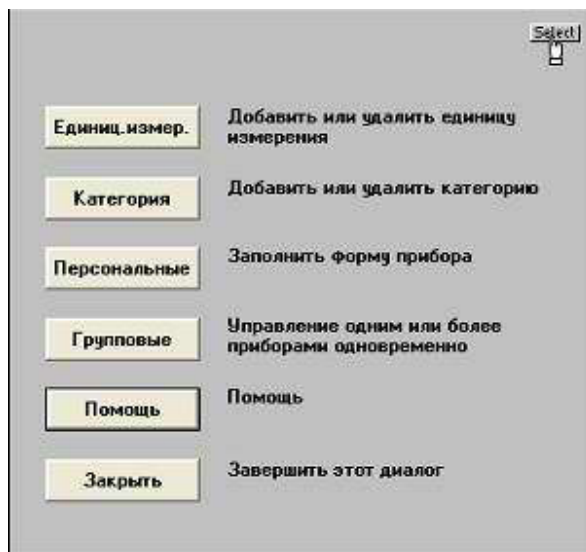 Select
Единиц.измер.
Добавить или удалить единицу
измерения
Категория
Добавить или удалить категорию
Персональные
Заполнить форму прибора
Групповые
Управление одним или более
приборами одновременно
Помощь
Помощь
Закрыть
Завершить этот диалог